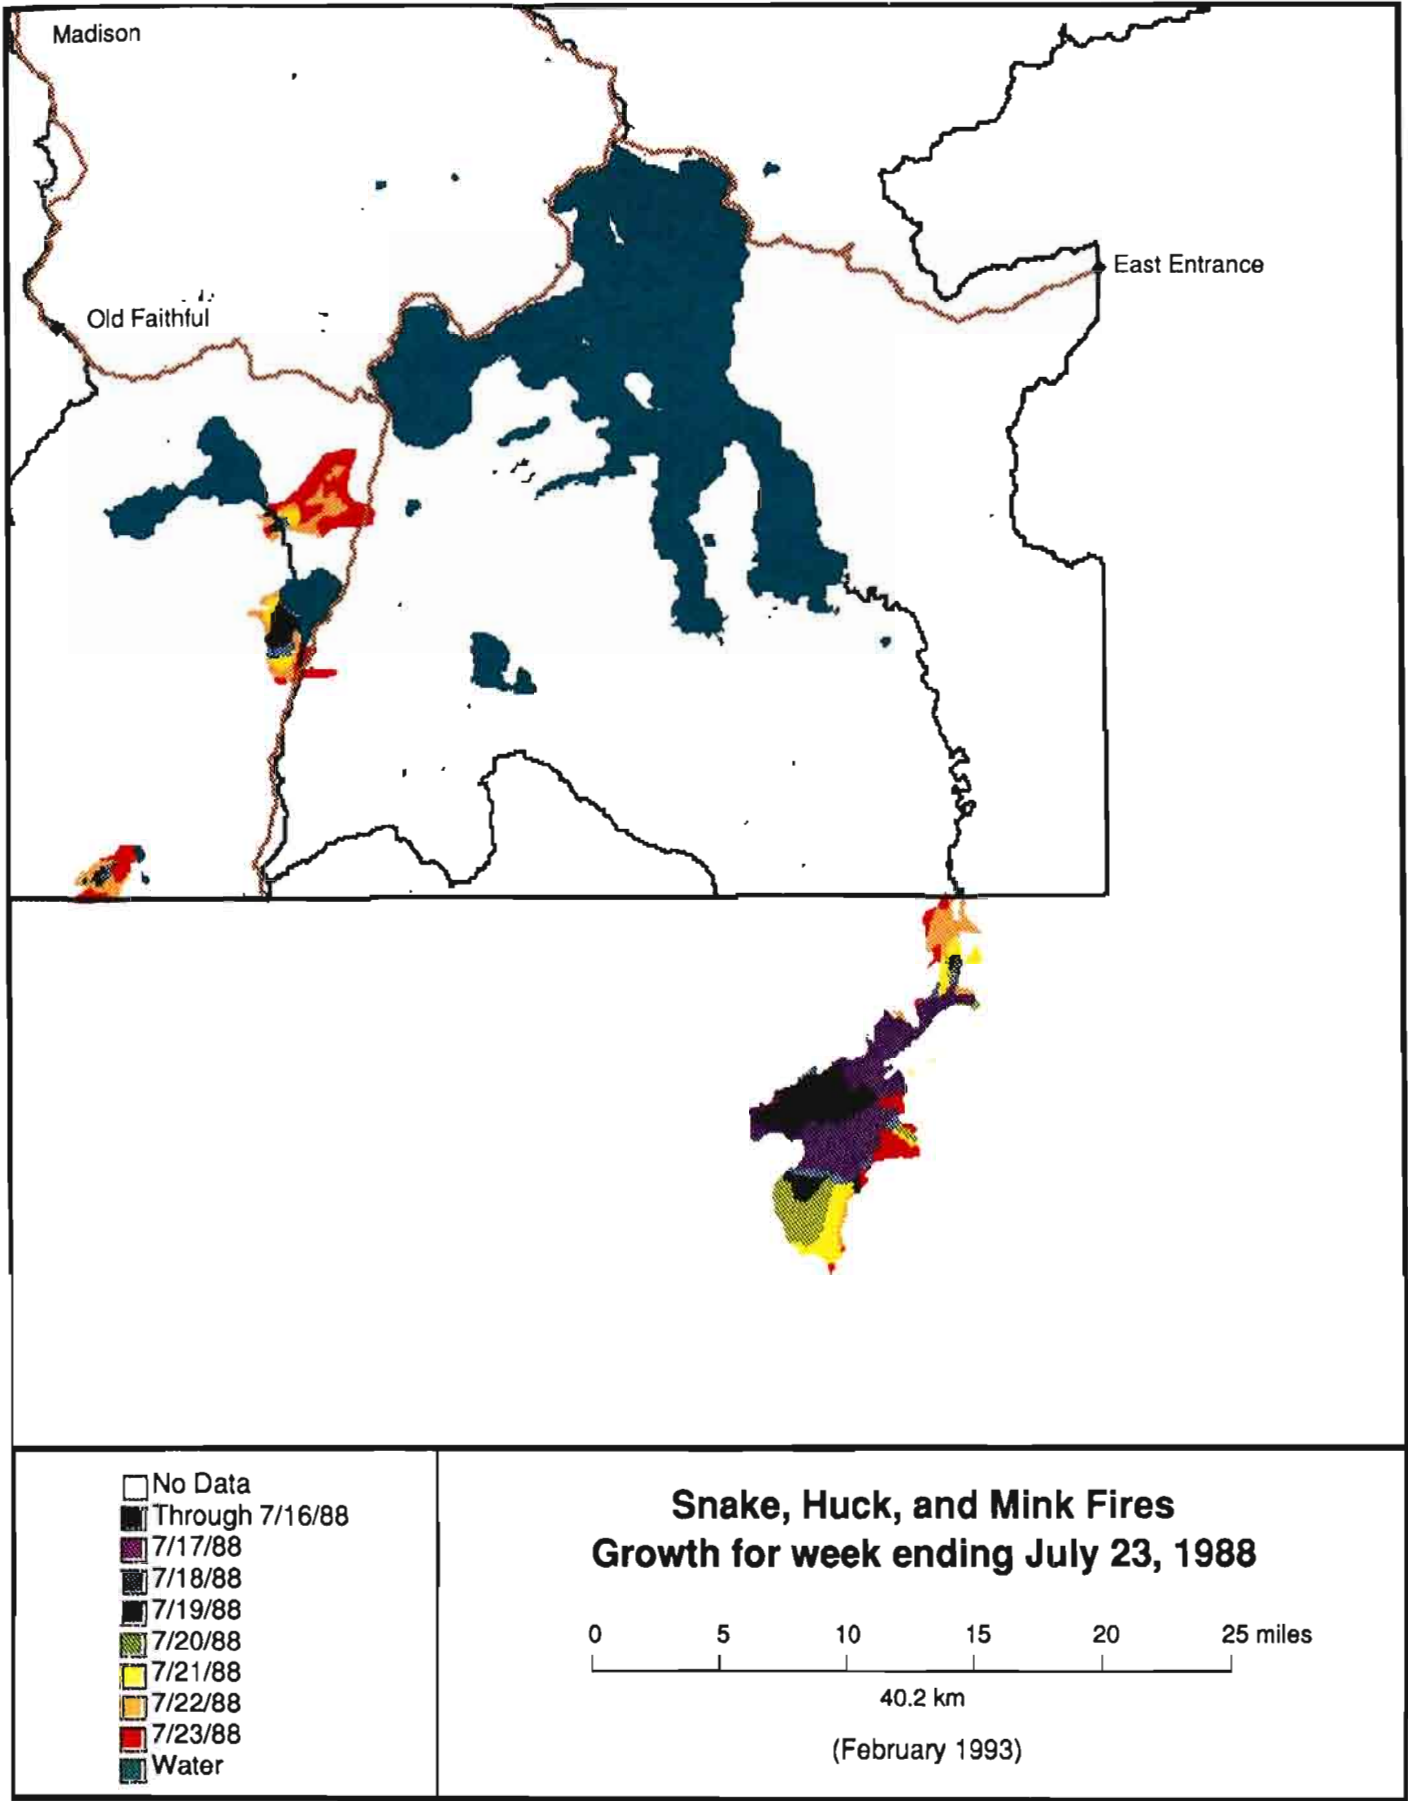 Madison
East Entrance
Old Faithful
No Data
Through 7/16/88
7/17/88
7/18/88
7/19/88
7/20/88
7/21/88
7/22/88
7/23/88
Water
Snake, Huck, and Mink Fires
Growth for week ending July 23, 1988
0 5 10 15 20 25 miles
40.2 km
(February 1993)